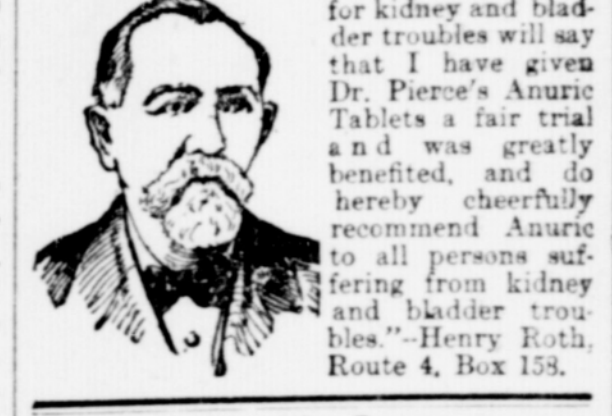 for kidney and blad-
der troubles will say
that I have given
Dr. Pierce's Anuric
Tablets a fair trial
and was greatly
benefited, and do
hereby cheerfully
recommend Anuric
to all persons suf-
fering from kidney
and bladder trou-
bles."--Henry Roth,
Route 4, Box 158.